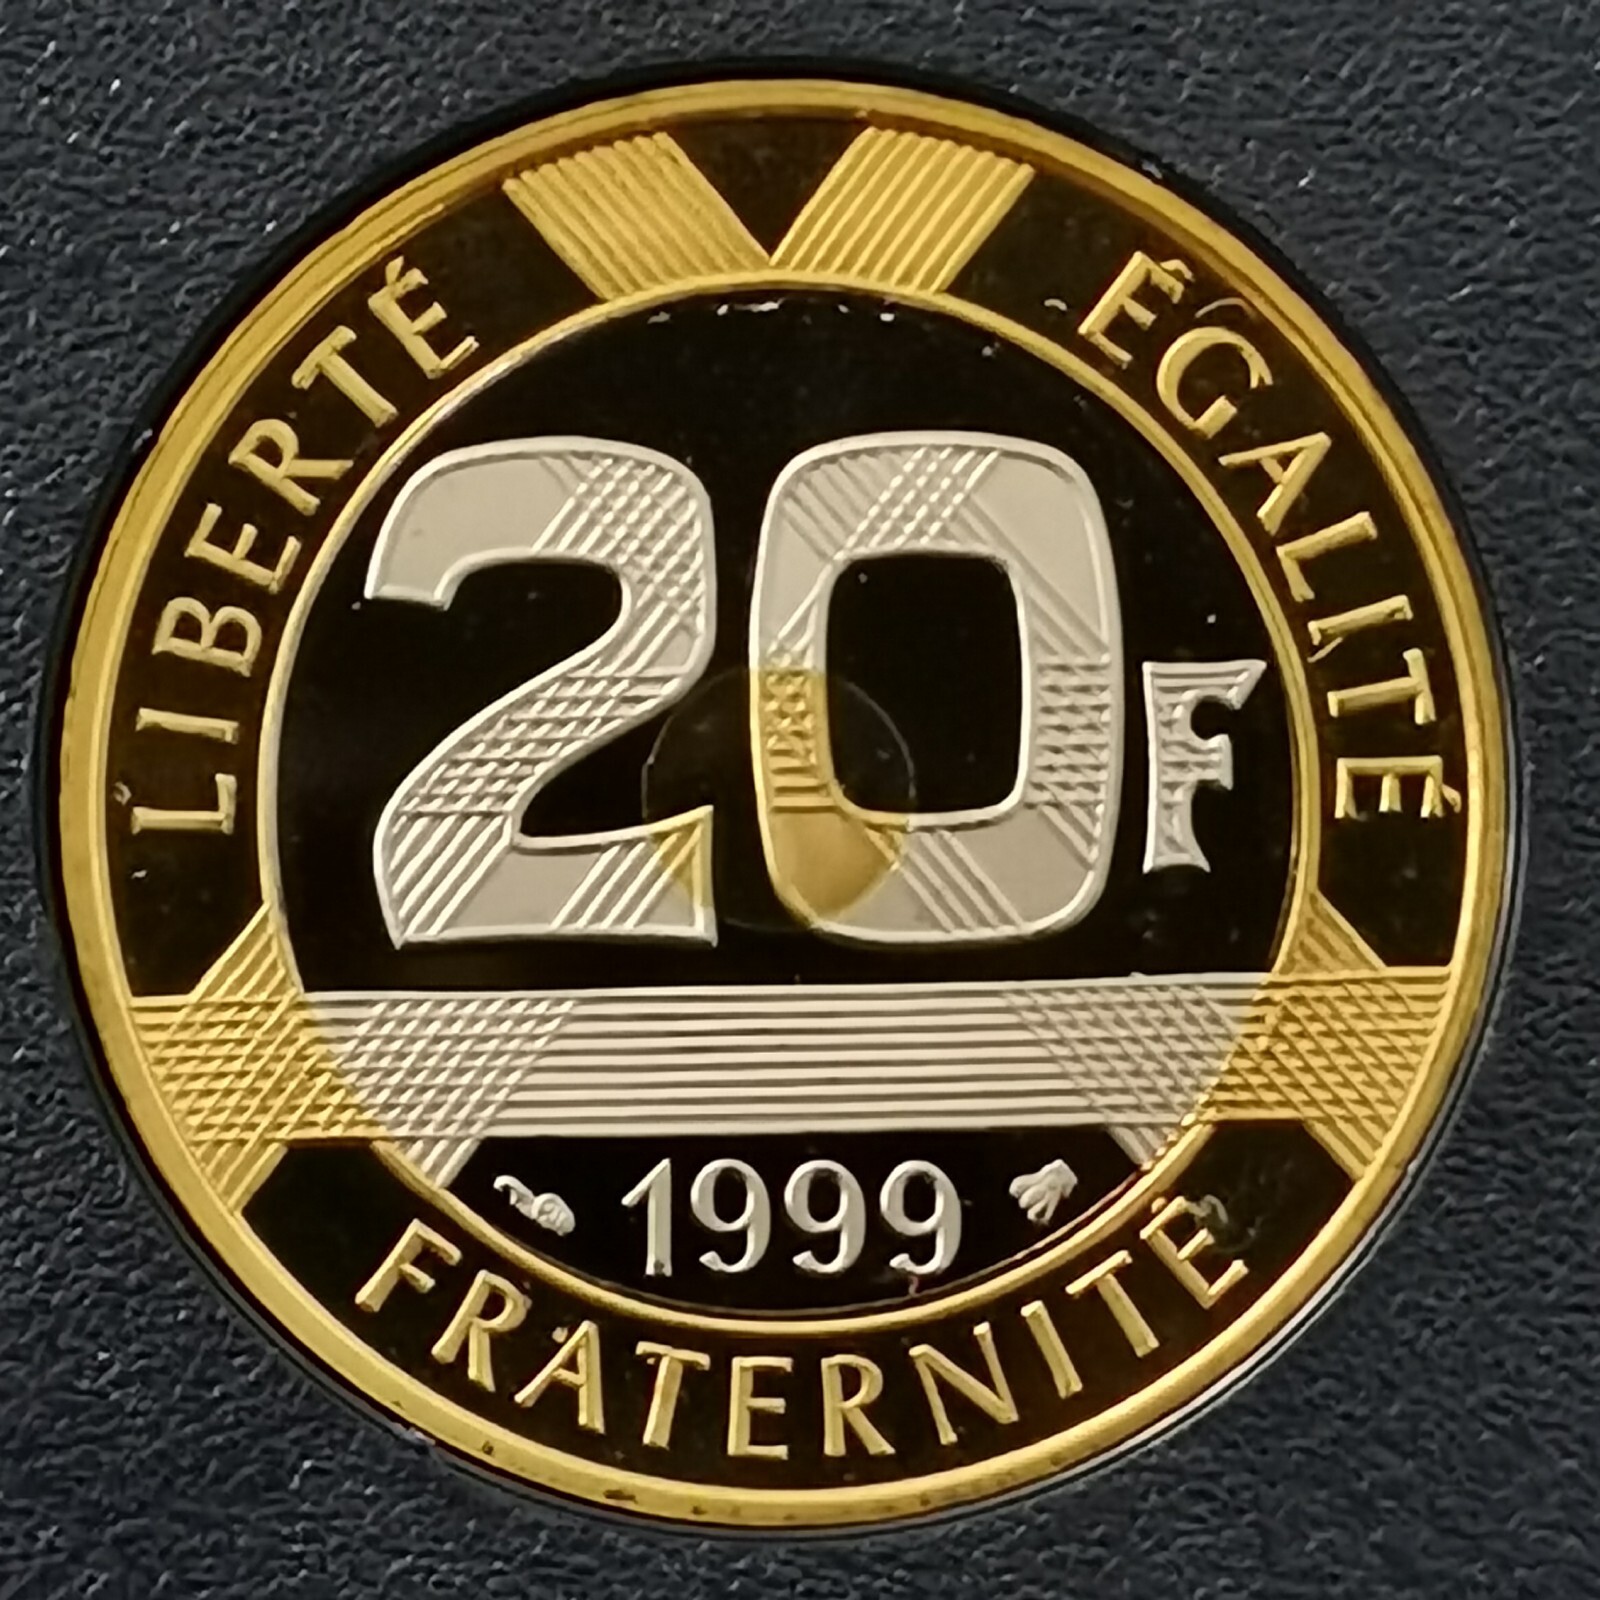 LIBERTÉ
ÉGALITÉ
20F
1999
FRATERNITÉ